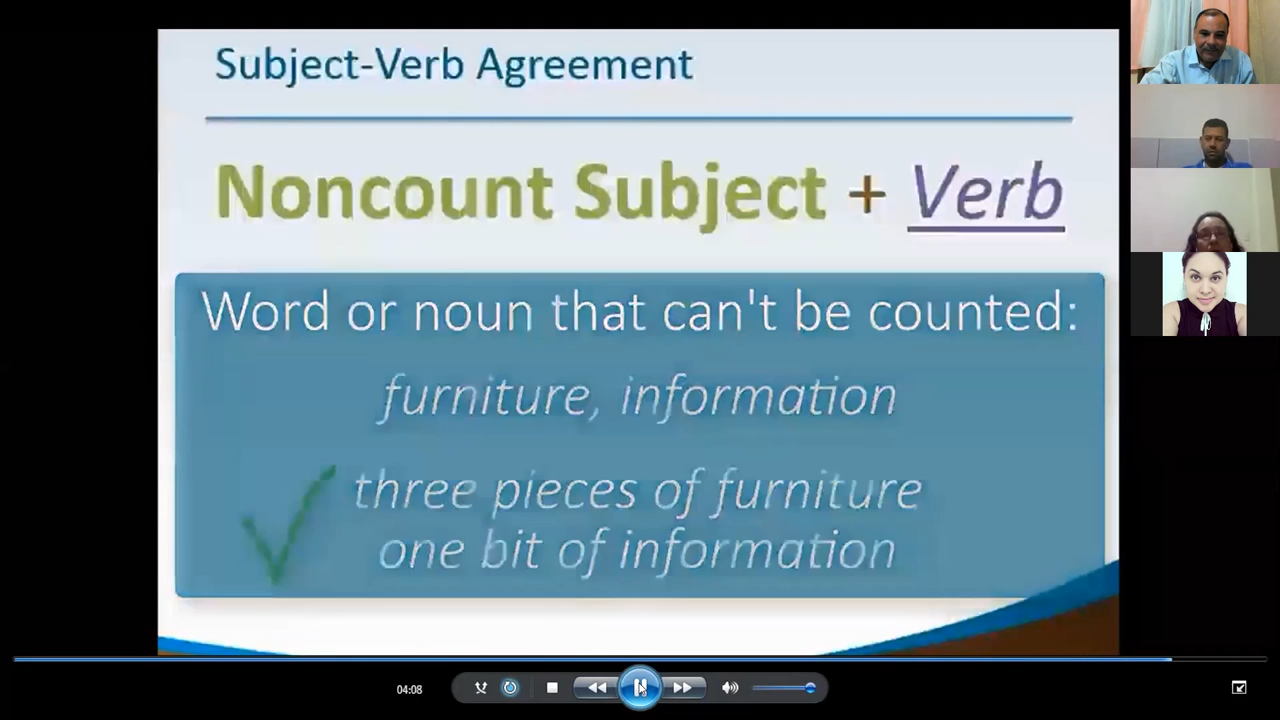 Subject-Verb Agreement
Noncount Subject + Verb
Word or noun that can't be counted:
furniture, information
three pieces of furniture
one bit of information
04:08